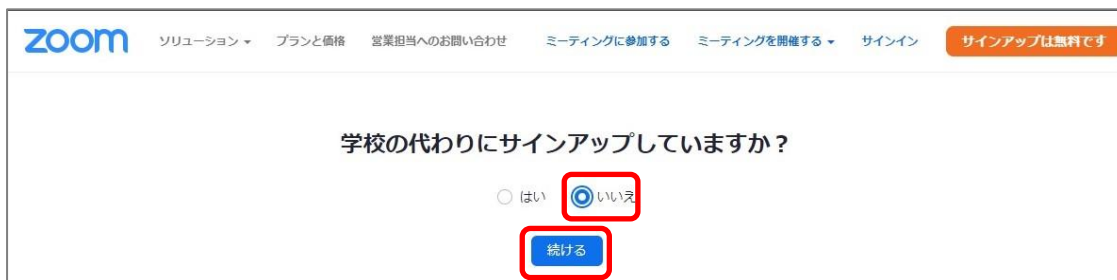 zoom ソリューション プランと価格 営業担当へのお問い合わせ ミーティングに参加する ミーティングを開催する サインイン サインアップは無料です
学校の代わりにサインアップしていますか？
はい いいえ
続ける